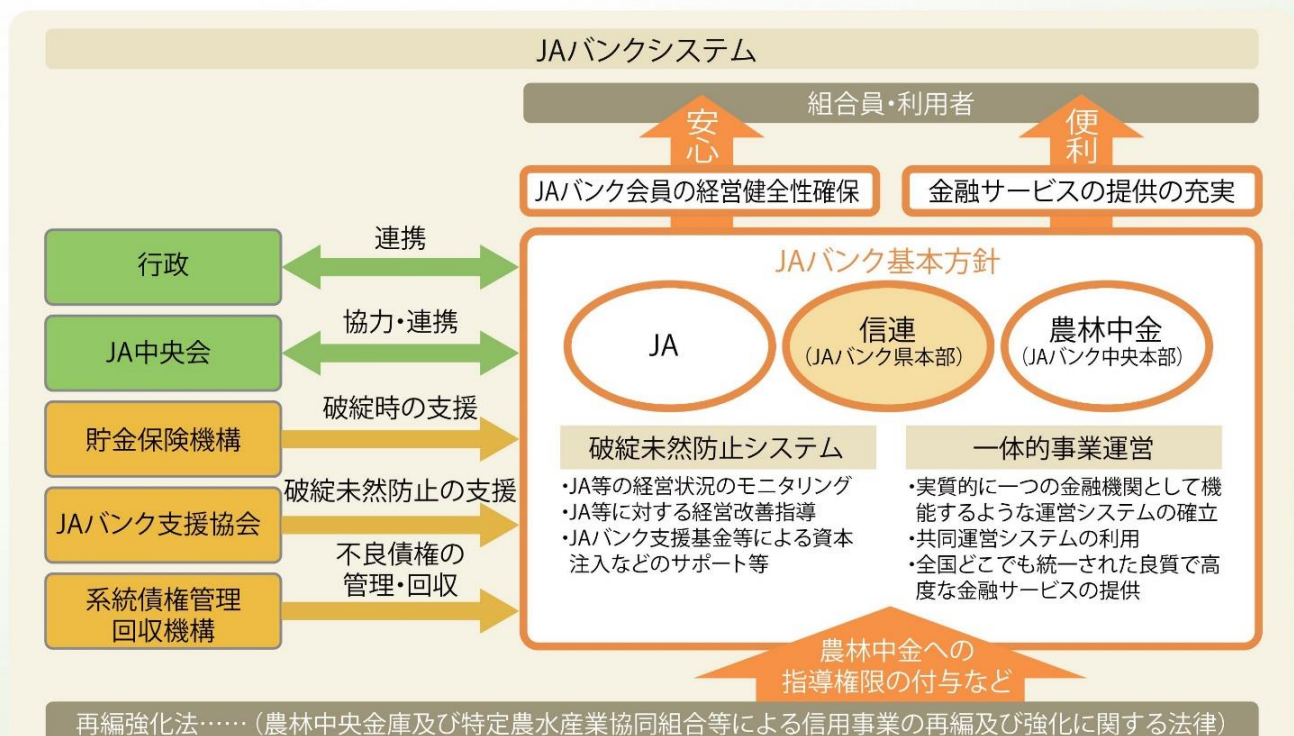 JAバンクシステム
組合員・利用者
安心
便利
JAバンク会員の経営健全性確保
金融サービスの提供の充実
行政
連携
JA中央会
協力・連携
貯金保険機構
破綻時の支援
JAバンク支援協会
破綻未然防止の支援
系統債権管理
回収機構
不良債権の
管理・回収
JAバンク基本方針
JA
信連
（JAバンク県本部）
農林中金
（JAバンク中央本部）
破綻未然防止システム
・JA等の経営状況のモニタリング
・JA等に対する経営改善指導
・JAバンク支援基金等による資本
注入などのサポート等
一体的事業運営
・実質的に一つの金融機関として機
能するような運営システムの確立
・共同運営システムの利用
・全国どこでも統一された良質で高
度な金融サービスの提供
農林中金への
指導権限の付与など
再編強化法……（農林中央金庫及び特定農水産業協同組合等による信用事業の再編及び強化に関する法律）